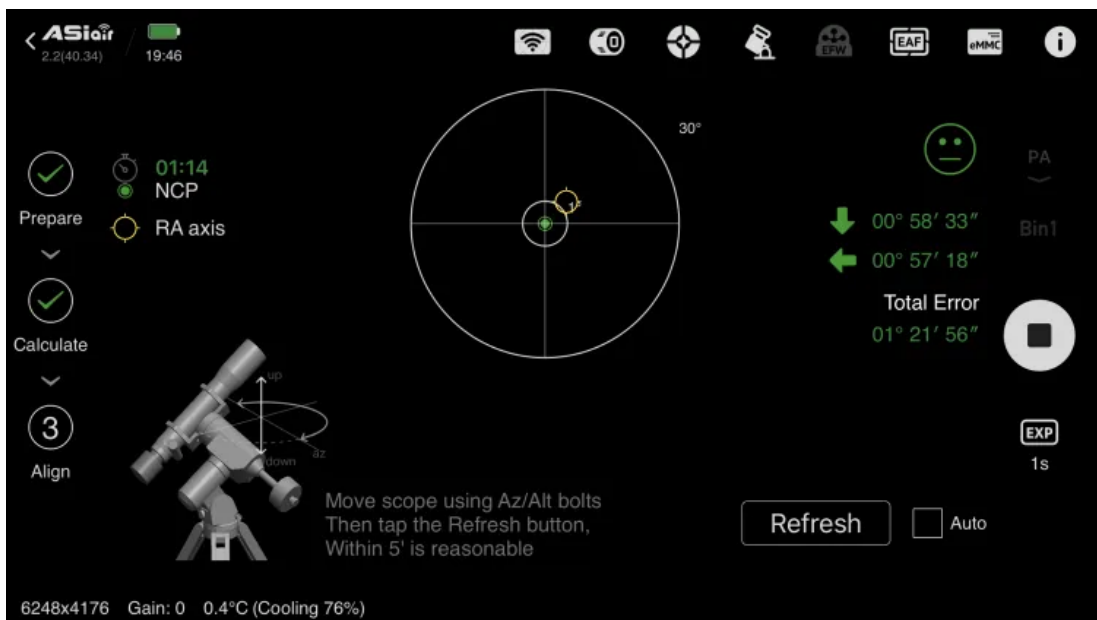 ASiair
2.2(40.34)
19:46
EFW
EAF
eMMC
i
30°
1°
01:14
NCP
RA axis
Prepare
Calculate
3
Align
PA
Bin1
00° 58′ 33″
00° 57′ 18″
Total Error
01° 21′ 56″
EXP
1s
up
down
az
Move scope using Az/Alt bolts
Then tap the Refresh button,
Within 5' is reasonable
Refresh
Auto
6248x4176 Gain: 0 0.4°C (Cooling 76%)